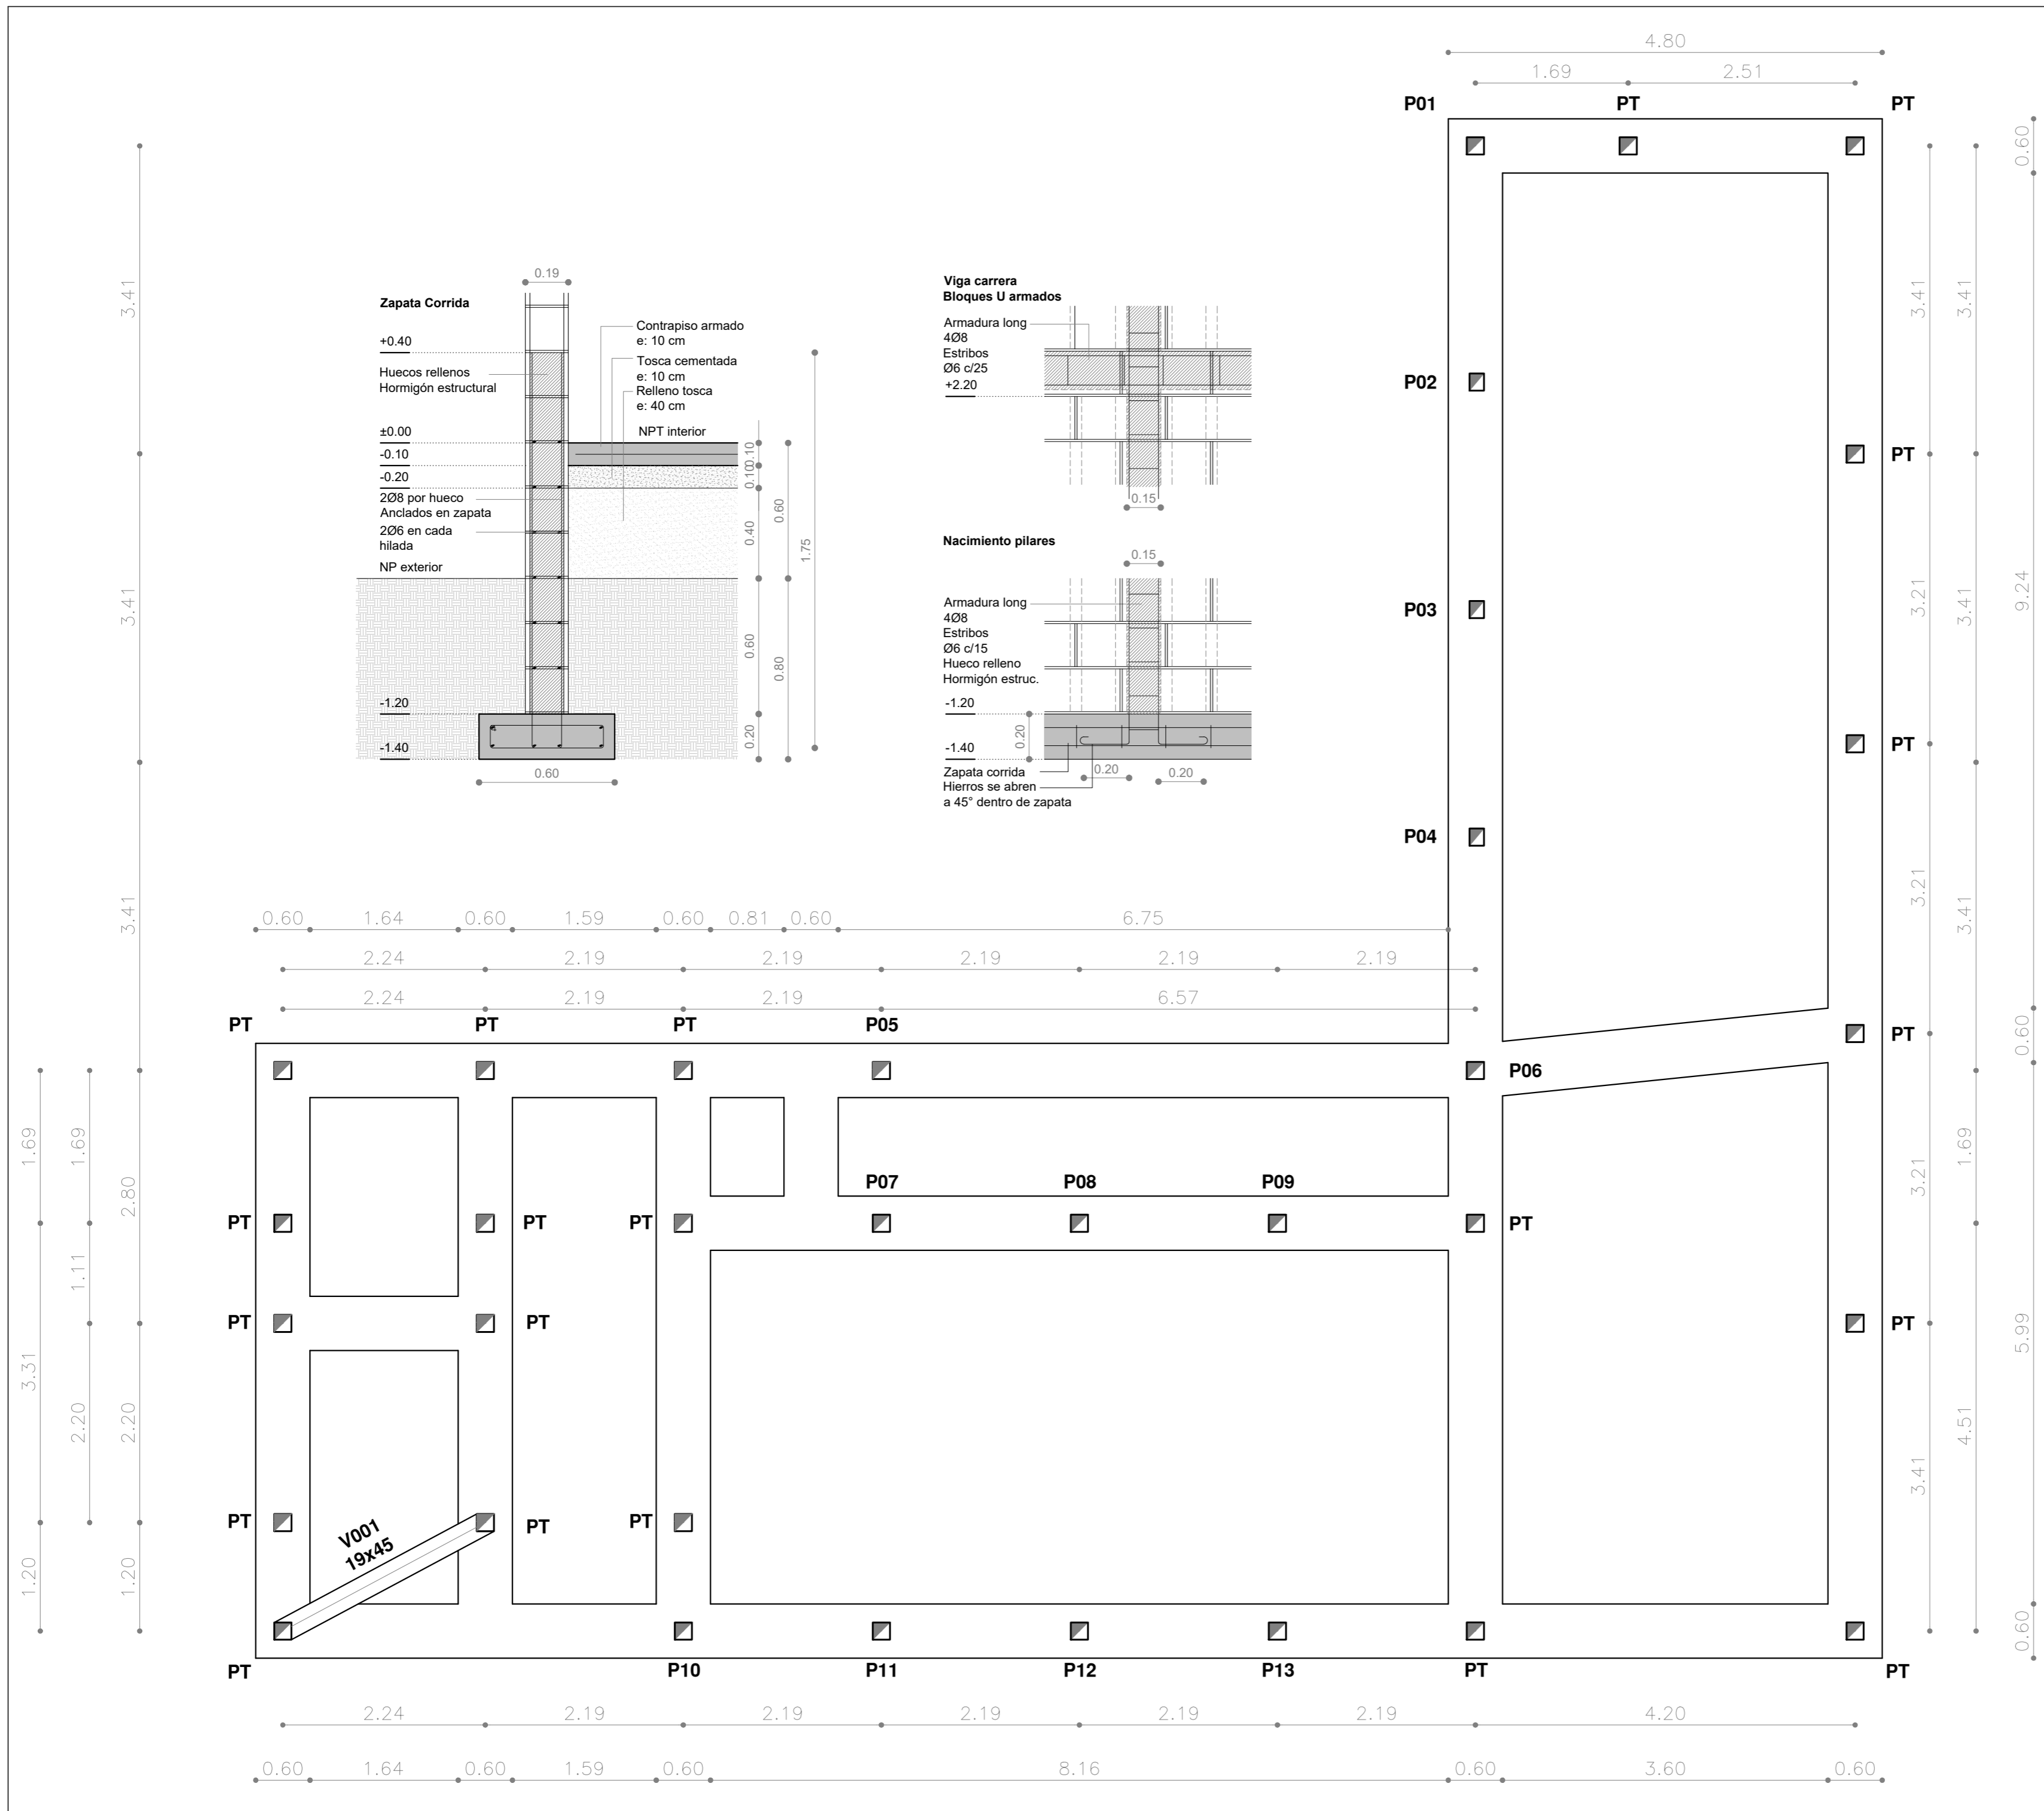 4.80
1.69
2.51
P01
PT
PT
0.60
3.41
3.41
3.41
9.24
Zapata Corrida
0.19
+0.40
Huecos rellenos
Hormigón estructural
±0.00
-0.10
-0.20
2Ø8 por hueco
Anclados en zapata
2Ø6 en cada
hilada
NP exterior
-1.20
-1.40
0.60
Contrapiso armado
e: 10 cm
Tosca cementada
e: 10 cm
Relleno tosca
e: 40 cm
NPT interior
0.10
0.10
0.40
0.60
0.20
0.60
0.80
1.75
Viga carrera
Bloques U armados
Armadura long
4Ø8
Estribos
Ø6 c/25
+2.20
0.15
Nacimiento pilares
0.15
Armadura long
4Ø8
Estribos
Ø6 c/15
Hueco relleno
Hormigón estruc.
-1.20
-1.40
0.20
Zapata corrida
Hierros se abren
a 45° dentro de zapata
0.20
0.20
P02
PT
P03
3.41
3.21
3.41
PT
P04
3.41
3.21
3.41
0.60
1.64
0.60
1.59
0.60
0.81
0.60
6.75
2.24
2.19
2.19
2.19
2.19
2.19
2.24
2.19
2.19
6.57
PT
PT
PT
P05
PT
0.60
P06
1.69
1.69
2.80
3.21
1.69
P07
P08
P09
PT
PT
PT
PT
1.11
PT
PT
PT
3.31
2.20
2.20
3.41
4.51
5.99
V001
19x45
PT
PT
PT
1.20
1.20
0.60
PT
P10
P11
P12
P13
PT
PT
2.24
2.19
2.19
2.19
2.19
2.19
4.20
0.60
1.64
0.60
1.59
0.60
8.16
0.60
3.60
0.60